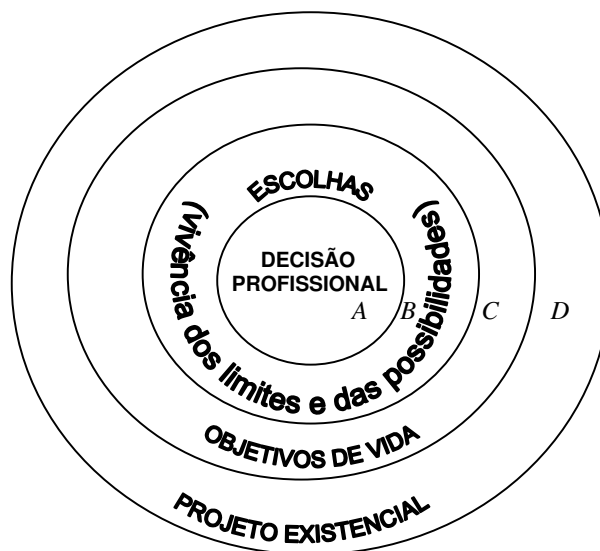 ESCOLHAS
(vivência dos limites e das possibilidades)
DECISÃO
PROFISSIONAL
A B C D
OBJETIVOS DE VIDA
PROJETO EXISTENCIAL